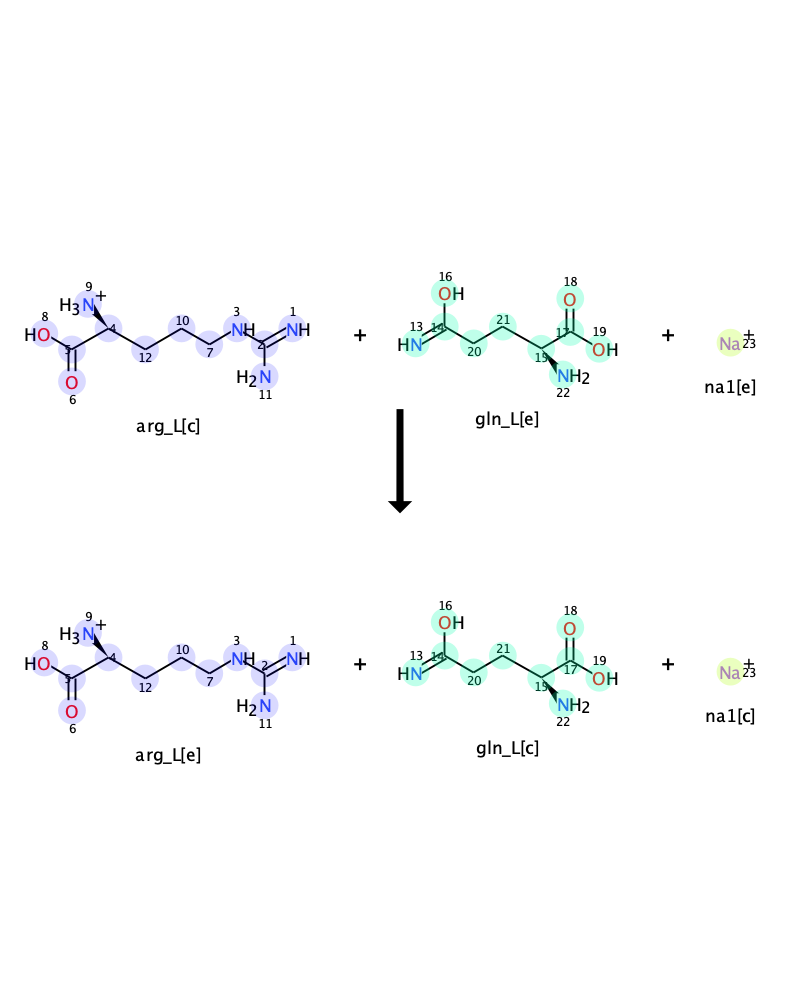 9 8 H₃N+ HO 4 5 6 O 12 10 7 3 NH 2 1 NH H₂N 11
+
16 OH 13 HN 14 20 21 15 17 18 O 19 OH NH2 22
+
Na+ 23
arg_L[c]
gln_L[e]
na1[e]
9 8 H₃N+ HO 4 5 6 O 12 10 7 3 NH 2 1 NH H₂N 11
+
16 OH 13 HN 14 20 21 15 17 18 O 19 OH NH2 22
+
Na+ 23
arg_L[e]
gln_L[c]
na1[c]